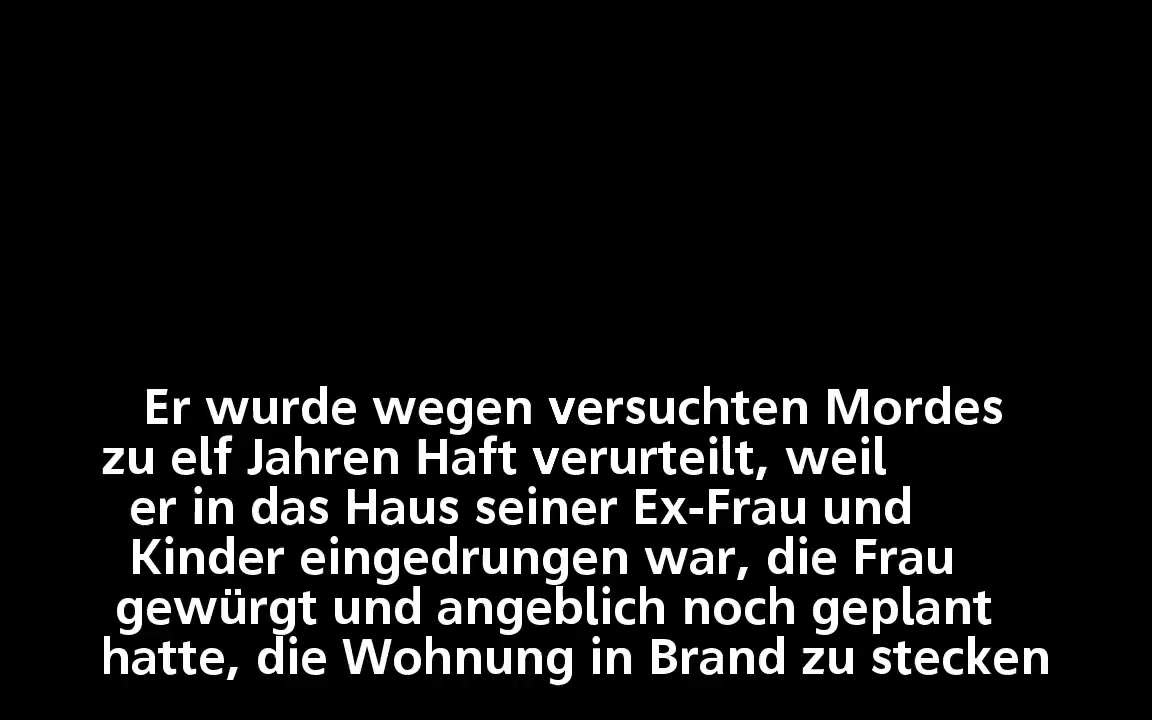 Er wurde wegen versuchten Mordes
zu elf Jahren Haft verurteilt, weil
er in das Haus seiner Ex-Frau und
Kinder eingedrungen war, die Frau
gewürgt und angeblich noch geplant
hatte, die Wohnung in Brand zu stecken